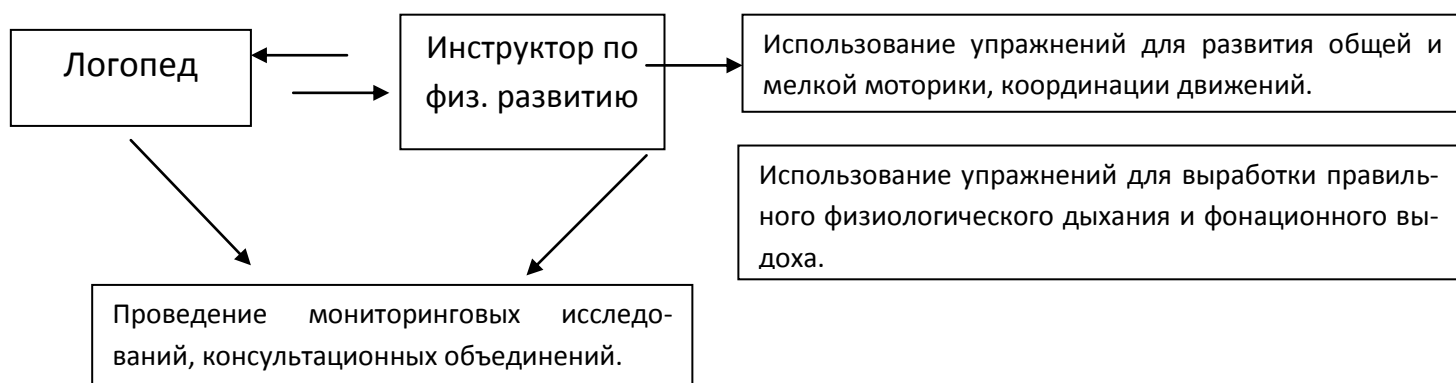 Логопед
Инструктор по
физ. развитию
Использование упражнений для развития общей и
мелкой моторики, координации движений.
Использование упражнений для выработки правиль-
ного физиологического дыхания и фонационного вы-
доха.
Проведение мониторинговых исследо-
ваний, консультационных объединений.